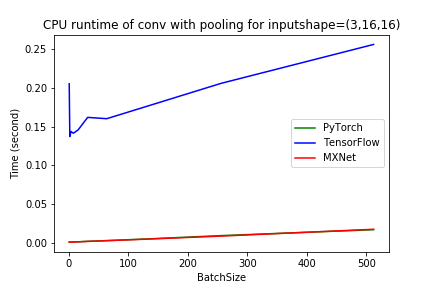 CPU runtime of conv with pooling for inputshape=(3,16,16)
0.25
0.20
0.15
0.10
0.05
0.00
Time (second)
PyTorch
TensorFlow
MXNet
0 100 200 300 400 500
BatchSize